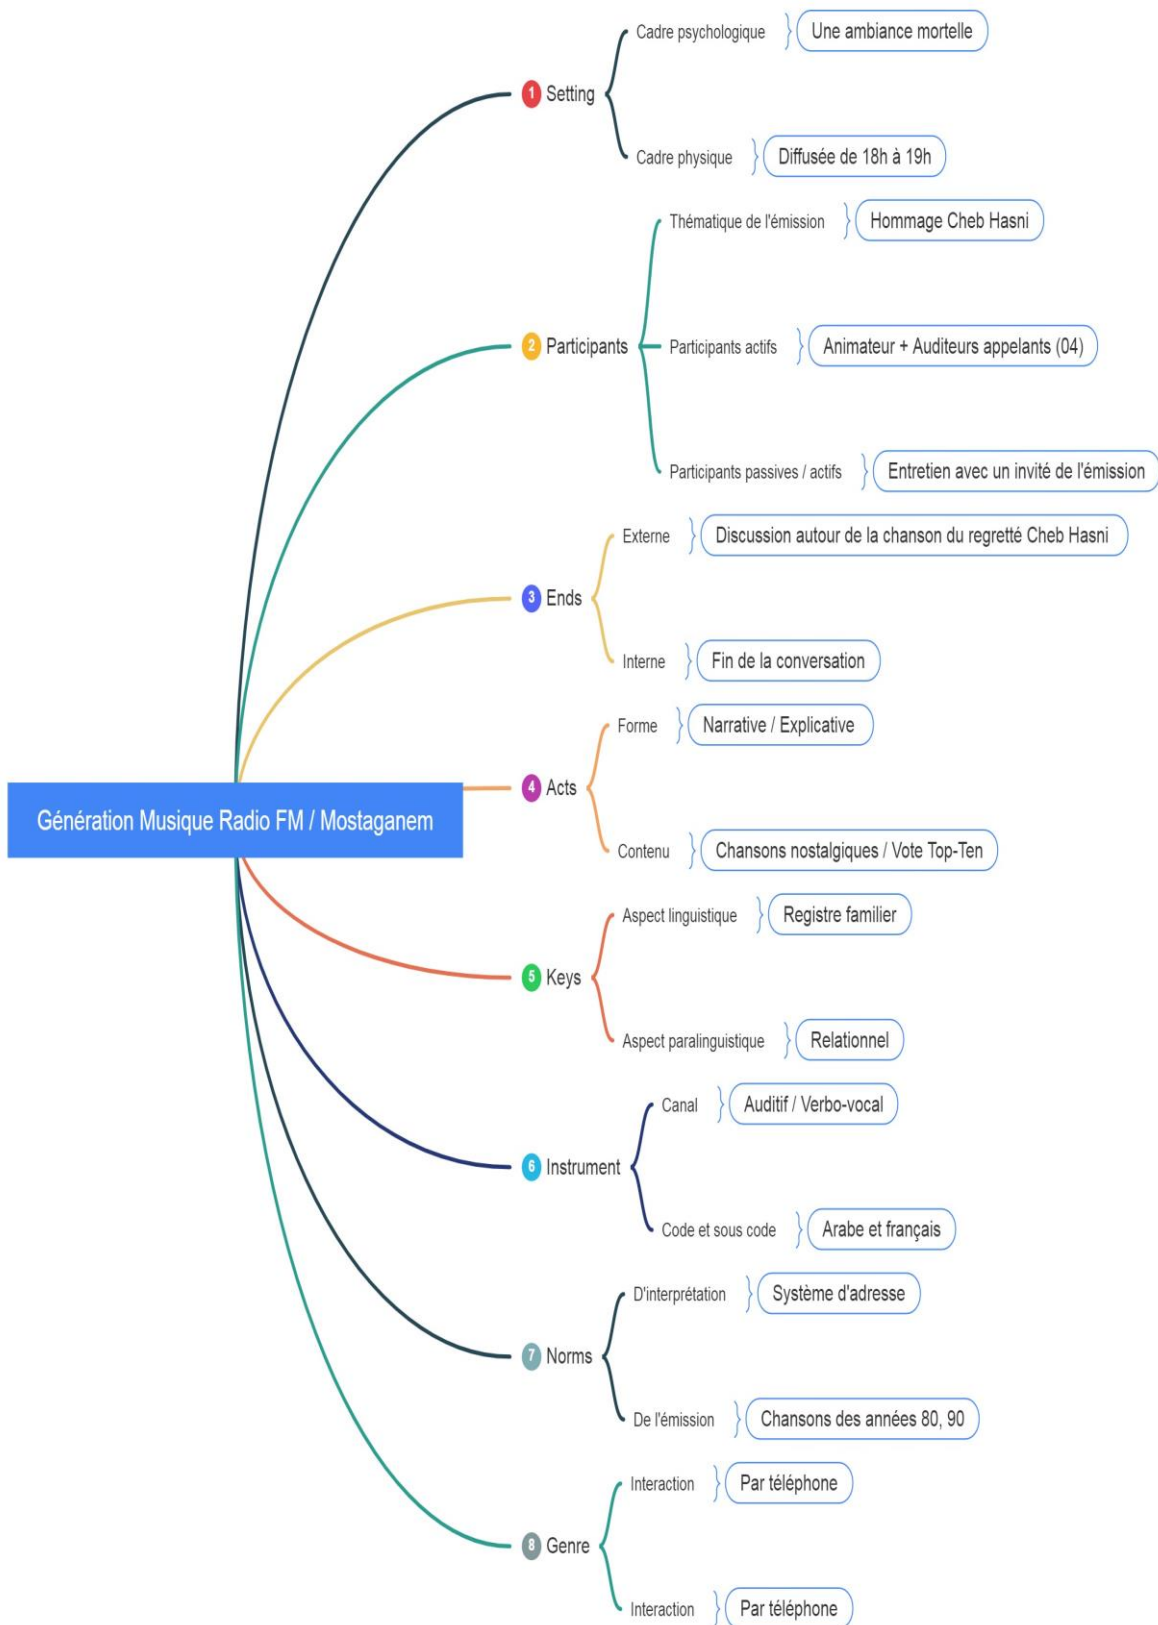 Génération Musique Radio FM / Mostaganem
1 Setting
Cadre psychologique
Une ambiance mortelle
Cadre physique
Diffusée de 18h à 19h
2 Participants
Thématique de l'émission
Hommage Cheb Hasni
Participants actifs
Animateur + Auditeurs appelants (04)
Participants passives / actifs
Entretien avec un invité de l'émission
3 Ends
Externe
Discussion autour de la chanson du regretté Cheb Hasni
Interne
Fin de la conversation
4 Acts
Forme
Narrative / Explicative
Contenu
Chansons nostalgiques / Vote Top-Ten
5 Keys
Aspect linguistique
Registre familier
Aspect paralinguistique
Relationnel
6 Instrument
Canal
Auditif / Verbo-vocal
Code et sous code
Arabe et français
7 Norms
D'interprétation
Système d'adresse
De l'émission
Chansons des années 80, 90
8 Genre
Interaction
Par téléphone
Interaction
Par téléphone